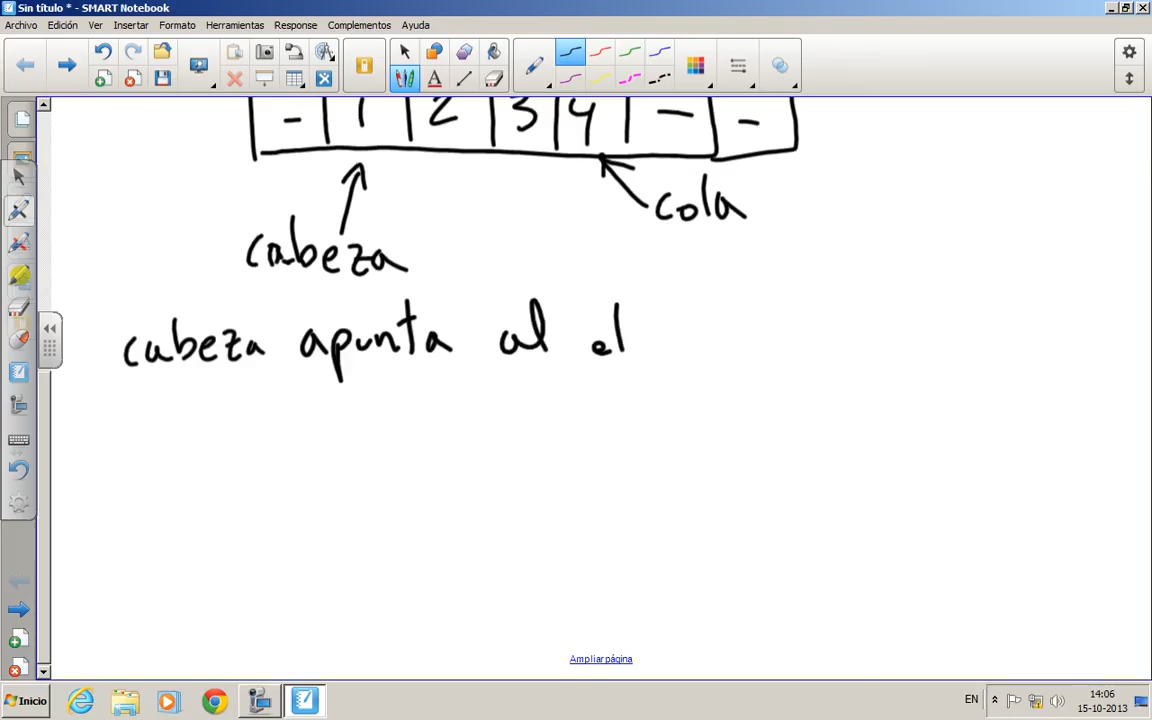 Sin título * - SMART Notebook
Archivo Edición Ver Insertar Formato Herramientas Response Complementos Ayuda
- 1 2 3 4 - -
cola
cabeza
cabeza apunta al el
Ampliar página
Inicio
EN
14:06
15-10-2013